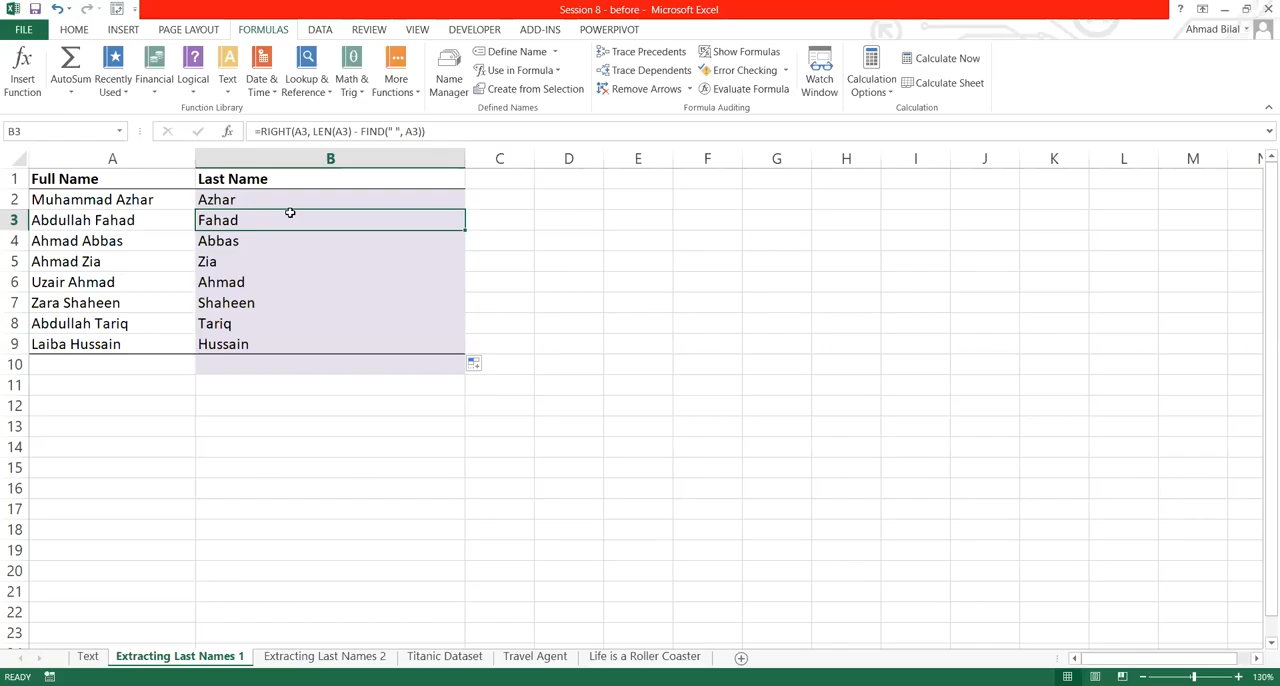 Session 8 - before - Microsoft Excel
FILE HOME INSERT PAGE LAYOUT FORMULAS DATA REVIEW VIEW DEVELOPER ADD-INS POWERPIVOT Ahmad Bilal
fx Insert Function
Σ AutoSum
Recently Used
Financial
Logical
Text
Date & Time
Lookup & Reference
Math & Trig
More Functions
Function Library
Name Manager
Define Name
Use in Formula
Create from Selection
Defined Names
Trace Precedents
Trace Dependents
Remove Arrows
Show Formulas
Error Checking
Evaluate Formula
Formula Auditing
Watch Window
Calculation Options
Calculate Now
Calculate Sheet
Calculation
B3 fx =RIGHT(A3, LEN(A3) - FIND(" ", A3))
A B C D E F G H I J K L M N
1 Full Name Last Name
2 Muhammad Azhar Azhar
3 Abdullah Fahad Fahad
4 Ahmad Abbas Abbas
5 Ahmad Zia Zia
6 Uzair Ahmad Ahmad
7 Zara Shaheen Shaheen
8 Abdullah Tariq Tariq
9 Laiba Hussain Hussain
10
11
12
13
14
15
16
17
18
19
20
21
22
23
Text Extracting Last Names 1 Extracting Last Names 2 Titanic Dataset Travel Agent Life is a Roller Coaster
READY 130%